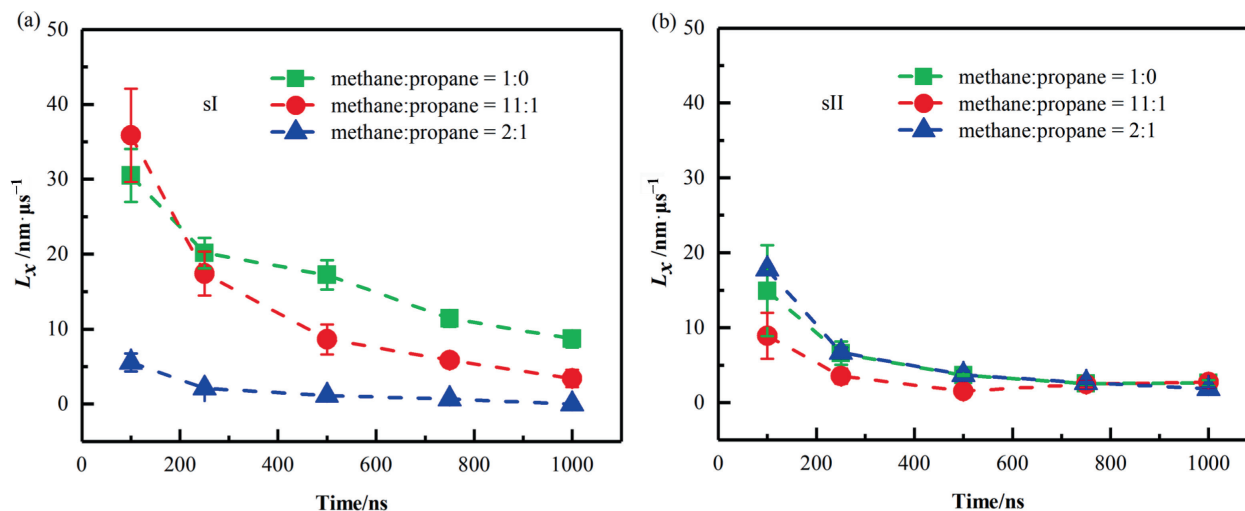 (a)
50
40
30
20
10
0
L_x /nm·μs⁻¹
sI
methane:propane = 1:0
methane:propane = 11:1
methane:propane = 2:1
0 200 400 600 800 1000
Time/ns
(b)
50
40
30
20
10
0
L_x /nm·μs⁻¹
sII
methane:propane = 1:0
methane:propane = 11:1
methane:propane = 2:1
0 200 400 600 800 1000
Time/ns